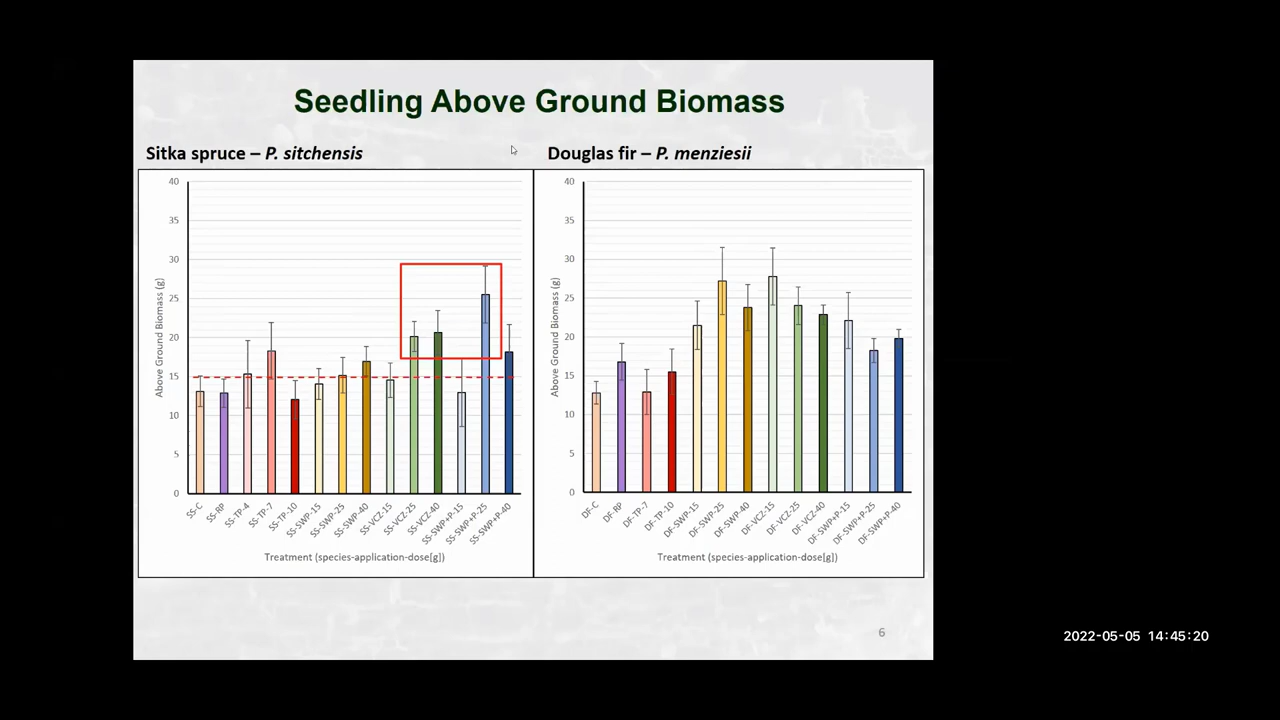 Seedling Above Ground Biomass
Sitka spruce – P. sitchensis
40
35
30
25
20
15
10
5
0
Above Ground Biomass (g)
SS-C
SS-RP
SS-TP-4
SS-TP-7
SS-TP-10
SS-SWP-15
SS-SWP-25
SS-SWP-40
SS-VCZ-15
SS-VCZ-25
SS-VCZ-40
SS-SWP+P-15
SS-SWP+P-25
SS-SWP+P-40
Treatment (species-application-dose[g])
Douglas fir – P. menziesii
40
35
30
25
20
15
10
5
0
Above Ground Biomass (g)
DF-C
DF-RP
DF-TP-7
DF-TP-10
DF-SWP-15
DF-SWP-25
DF-SWP-40
DF-VCZ-15
DF-VCZ-25
DF-VCZ-40
DF-SWP+P-15
DF-SWP+P-25
DF-SWP+P-40
Treatment (species-application-dose[g])
6
2022-05-05 14:45:20